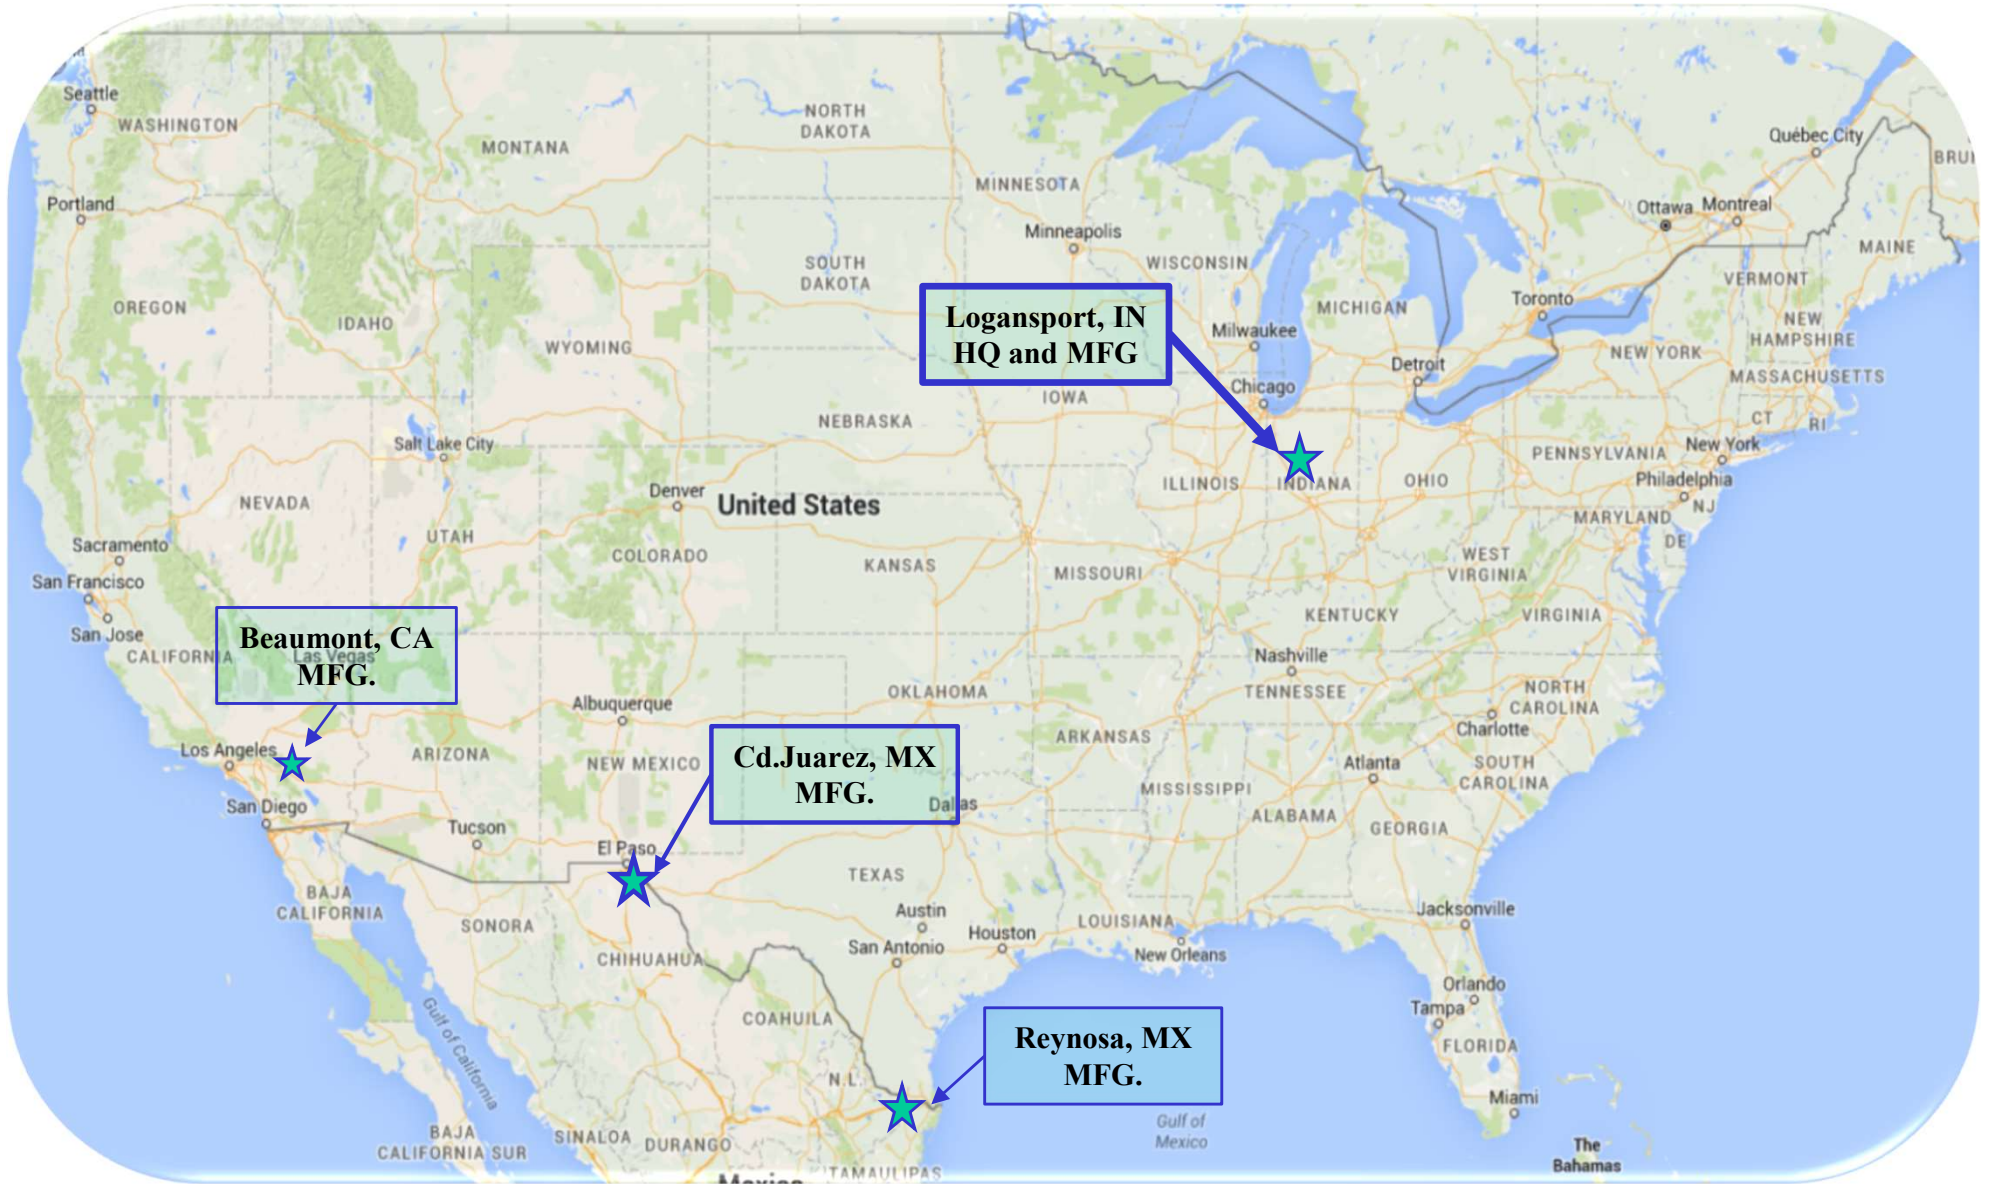 Seattle
WASHINGTON
MONTANA
NORTH
DAKOTA
MINNESOTA
Québec City
Portland
Ottawa
Montreal
MAINE
Minneapolis
WISCONSIN
SOUTH
DAKOTA
VERMONT
OREGON
IDAHO
WYOMING
Logansport, IN
HQ and MFG
MICHIGAN
Toronto
NEW
HAMPSHIRE
Milwaukee
NEW YORK
Detroit
MASSACHUSETTS
Chicago
IOWA
NEBRASKA
CT
RI
Salt Lake City
PENNSYLVANIA
New York
Philadelphia
NJ
NEVADA
Denver
United States
ILLINOIS
INDIANA
OHIO
MARYLAND
DE
UTAH
COLORADO
KANSAS
MISSOURI
WEST
VIRGINIA
Sacramento
San Francisco
San Jose
CALIFORNIA
Beaumont, CA
MFG.
Las Vegas
KENTUCKY
VIRGINIA
Nashville
TENNESSEE
NORTH
CAROLINA
Charlotte
OKLAHOMA
Albuquerque
Los Angeles
ARIZONA
NEW MEXICO
Cd.Juarez, MX
MFG.
Dallas
ARKANSAS
MISSISSIPPI
Atlanta
SOUTH
CAROLINA
ALABAMA
GEORGIA
San Diego
Tucson
El Paso
TEXAS
BAJA
CALIFORNIA
SONORA
CHIHUAHUA
Austin
San Antonio
Houston
LOUISIANA
New Orleans
Jacksonville
Orlando
Tampa
FLORIDA
Miami
Gulf of California
COAHUILA
Reynosa, MX
MFG.
N.L.
Gulf of
Mexico
BAJA
CALIFORNIA SUR
SINALOA
DURANGO
TAMAULIPAS
Mexico
The
Bahamas